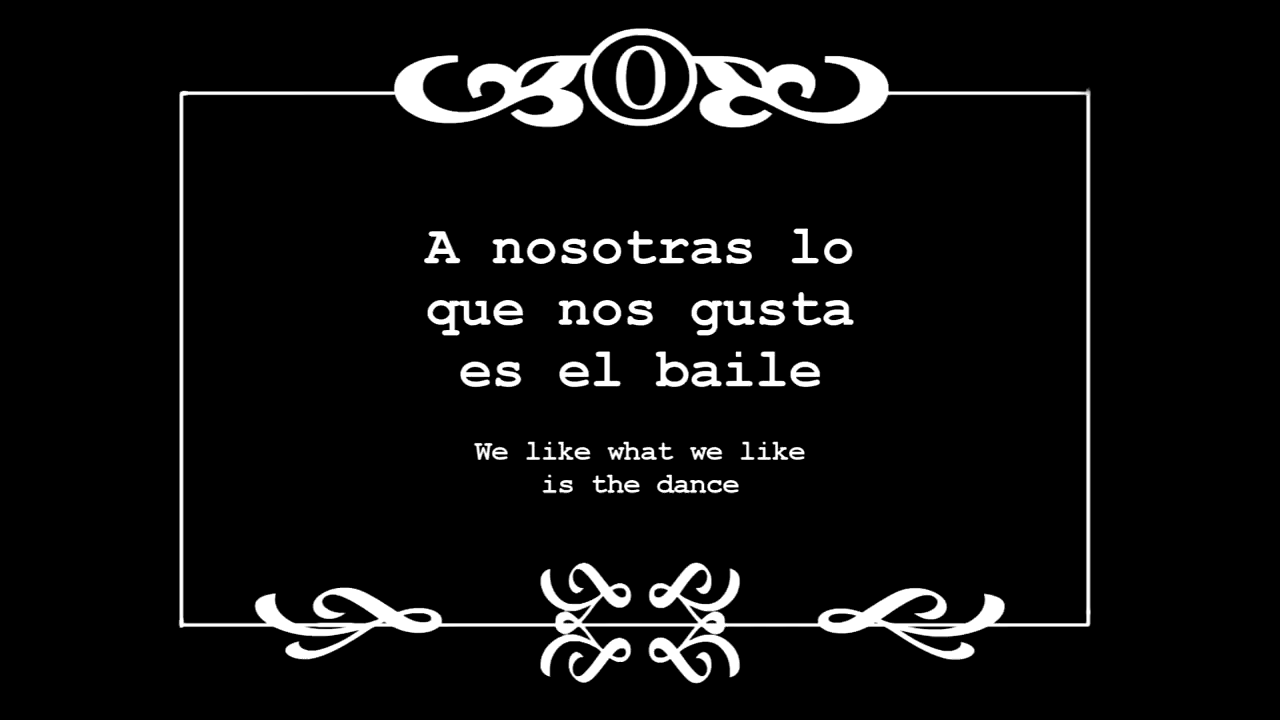 0
A nosotras lo
que nos gusta
es el baile
We like what we like
is the dance